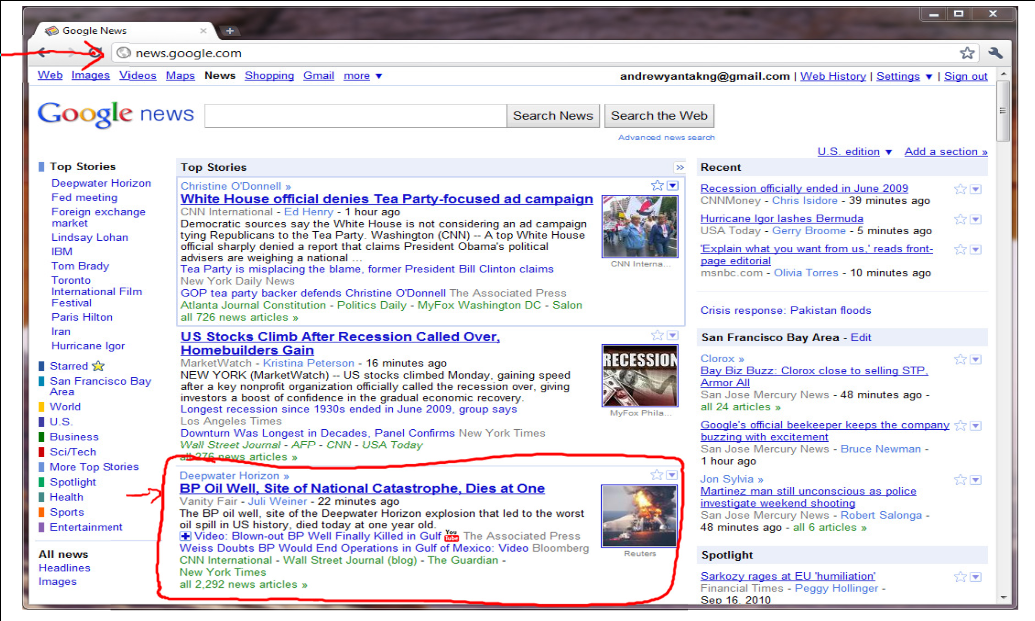 Google News
news.google.com
Web Images Videos Maps News Shopping Gmail more ▼
andrewyantakng@gmail.com | Web History | Settings ▼ | Sign out
Google news
Search News Search the Web
Advanced news search
U.S. edition ▼ Add a section »
Top Stories
Deepwater Horizon
Fed meeting
Foreign exchange
market
Lindsay Lohan
IBM
Tom Brady
Toronto
International Film
Festival
Paris Hilton
Iran
Hurricane Igor
Starred
San Francisco Bay
Area
World
U.S.
Business
Sci/Tech
More Top Stories
Spotlight
Health
Sports
Entertainment
All news
Headlines
Images
Top Stories »
Christine O'Donnell »
White House official denies Tea Party-focused ad campaign
CNN International - Ed Henry - 1 hour ago
Democratic sources say the White House is not considering an ad campaign
tying Republicans to the Tea Party. Washington (CNN) -- A top White House
official sharply denied a report that claims President Obama's political
advisers are weighing a national ...
Tea Party is misplacing the blame, former President Bill Clinton claims
New York Daily News
GOP tea party backer defends Christine O'Donnell The Associated Press
Atlanta Journal Constitution - Politics Daily - MyFox Washington DC - Salon
all 726 news articles »
CNN Interna...
US Stocks Climb After Recession Called Over,
Homebuilders Gain
MarketWatch - Kristina Peterson - 16 minutes ago
NEW YORK (MarketWatch) -- US stocks climbed Monday, gaining speed
after a key nonprofit organization officially called the recession over, giving
investors a boost of confidence in the gradual economic recovery.
Longest recession since 1930s ended in June 2009, group says
Los Angeles Times
Downturn Was Longest in Decades, Panel Confirms New York Times
Wall Street Journal - AFP - CNN - USA Today
all 276 news articles »
RECESSION
MyFox Phila...
Deepwater Horizon »
BP Oil Well, Site of National Catastrophe, Dies at One
Vanity Fair - Juli Weiner - 22 minutes ago
The BP oil well, site of the Deepwater Horizon explosion that led to the worst
oil spill in US history, died today at one year old.
Video: Blown-out BP Well Finally Killed in Gulf You Tube The Associated Press
Weiss Doubts BP Would End Operations in Gulf of Mexico: Video Bloomberg
CNN International - Wall Street Journal (blog) - The Guardian -
New York Times
all 2,292 news articles »
Reuters
Recent
Recession officially ended in June 2009
CNNMoney - Chris Isidore - 39 minutes ago
Hurricane Igor lashes Bermuda
USA Today - Gerry Broome - 5 minutes ago
'Explain what you want from us,' reads front-
page editorial
msnbc.com - Olivia Torres - 10 minutes ago
Crisis response: Pakistan floods
San Francisco Bay Area - Edit
Clorox »
Bay Biz Buzz: Clorox close to selling STP,
Armor All
San Jose Mercury News - 48 minutes ago -
all 24 articles »
Google's official beekeeper keeps the company
buzzing with excitement
San Jose Mercury News - Bruce Newman -
1 hour ago
Jon Sylvia »
Martinez man still unconscious as police
investigate weekend shooting
San Jose Mercury News - Robert Salonga -
48 minutes ago - all 6 articles »
Spotlight
Sarkozy rages at EU 'humiliation'
Financial Times - Peggy Hollinger -
Sep 16, 2010